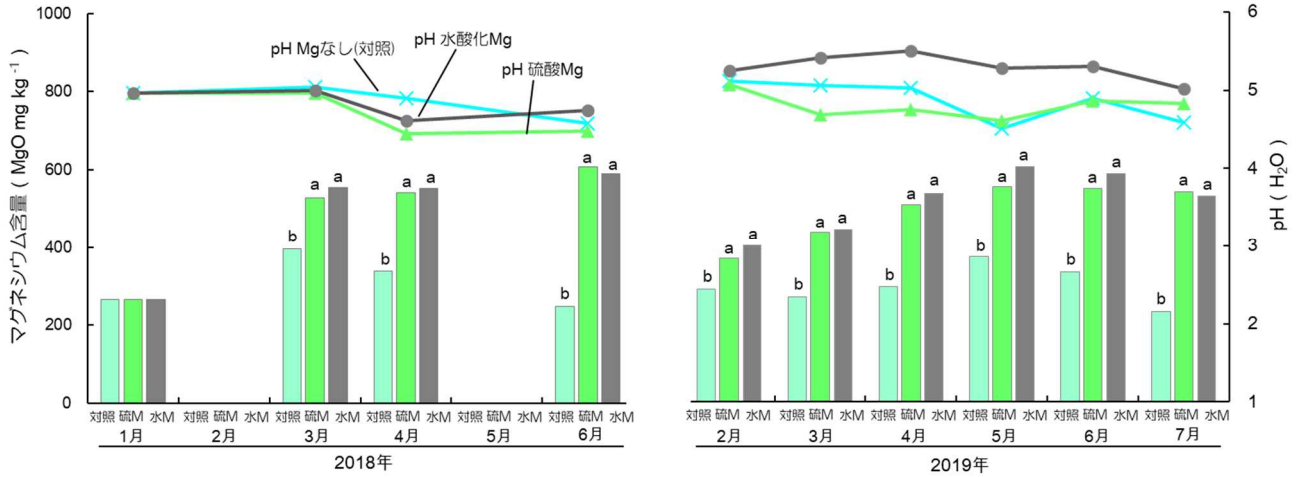 マグネシウム含量 ( MgO mg kg -1 )
1000
800
600
400
200
0
pH Mgなし(対照)
pH 水酸化Mg
pH 硫酸Mg
b a a
b a a
b a a
対照 硫M 水M 対照 硫M 水M 対照 硫M 水M 対照 硫M 水M 対照 硫M 水M 対照 硫M 水M
1月 2月 3月 4月 5月 6月
2018年
b a a
b a a
b a a
b a a
b a a
b a a
対照 硫M 水M 対照 硫M 水M 対照 硫M 水M 対照 硫M 水M 対照 硫M 水M 対照 硫M 水M
2月 3月 4月 5月 6月 7月
2019年
6
5
4
3
2
1
pH ( H2O )